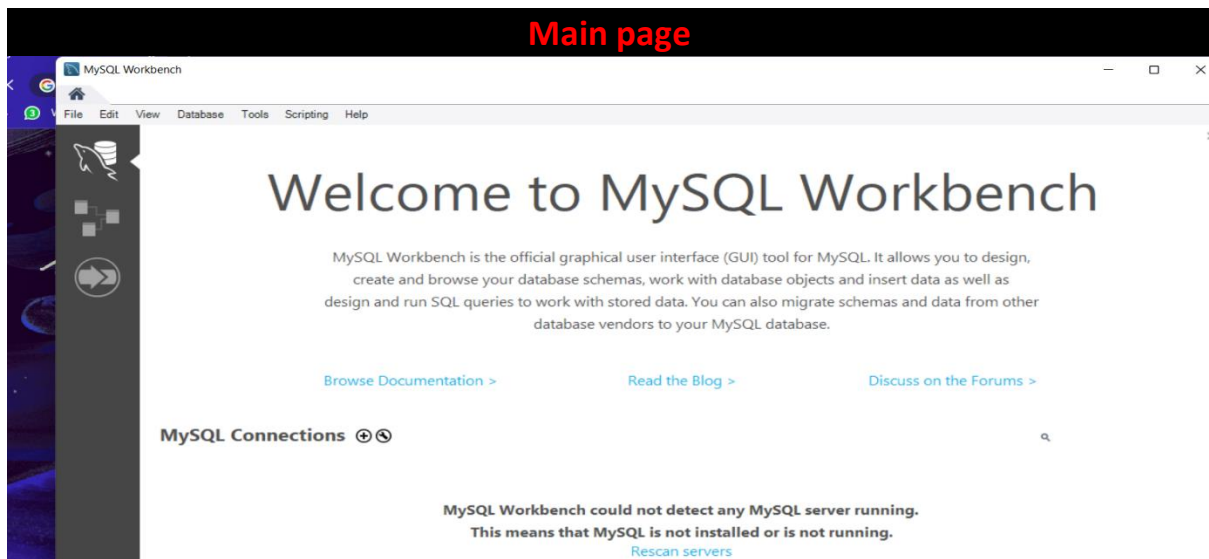 Main page
MySQL Workbench
File Edit View Database Tools Scripting Help
Welcome to MySQL Workbench
MySQL Workbench is the official graphical user interface (GUI) tool for MySQL. It allows you to design,
create and browse your database schemas, work with database objects and insert data as well as
design and run SQL queries to work with stored data. You can also migrate schemas and data from other
database vendors to your MySQL database.
Browse Documentation > Read the Blog > Discuss on the Forums >
MySQL Connections
MySQL Workbench could not detect any MySQL server running.
This means that MySQL is not installed or is not running.
Rescan servers